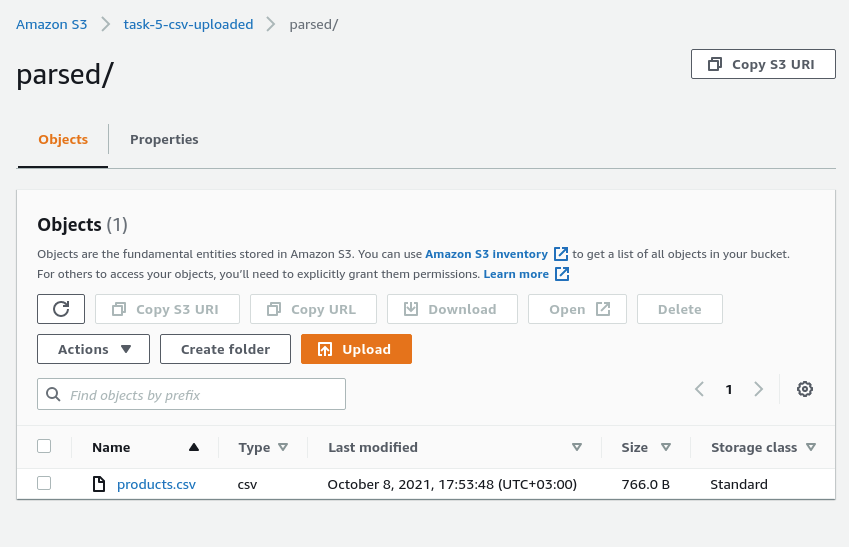 Amazon S3 > task-5-csv-uploaded > parsed/
parsed/
Copy S3 URI
Objects
Properties
Objects (1)
Objects are the fundamental entities stored in Amazon S3. You can use Amazon S3 inventory to get a list of all objects in your bucket.
For others to access your objects, you'll need to explicitly grant them permissions. Learn more
Copy S3 URI Copy URL Download Open Delete
Actions Create folder Upload
Find objects by prefix
1
Name Type Last modified Size Storage class
products.csv csv October 8, 2021, 17:53:48 (UTC+03:00) 766.0 B Standard